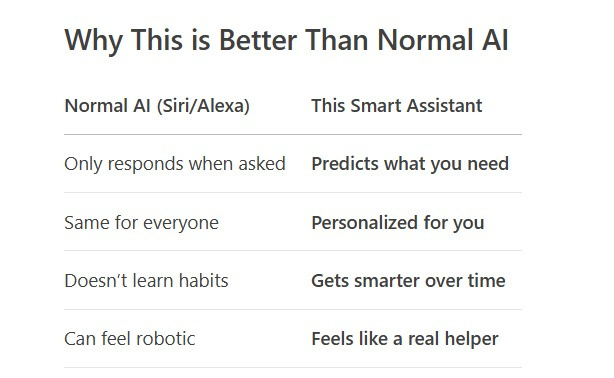 Why This is Better Than Normal AI
Normal AI (Siri/Alexa) This Smart Assistant
Only responds when asked Predicts what you need
Same for everyone Personalized for you
Doesn’t learn habits Gets smarter over time
Can feel robotic Feels like a real helper